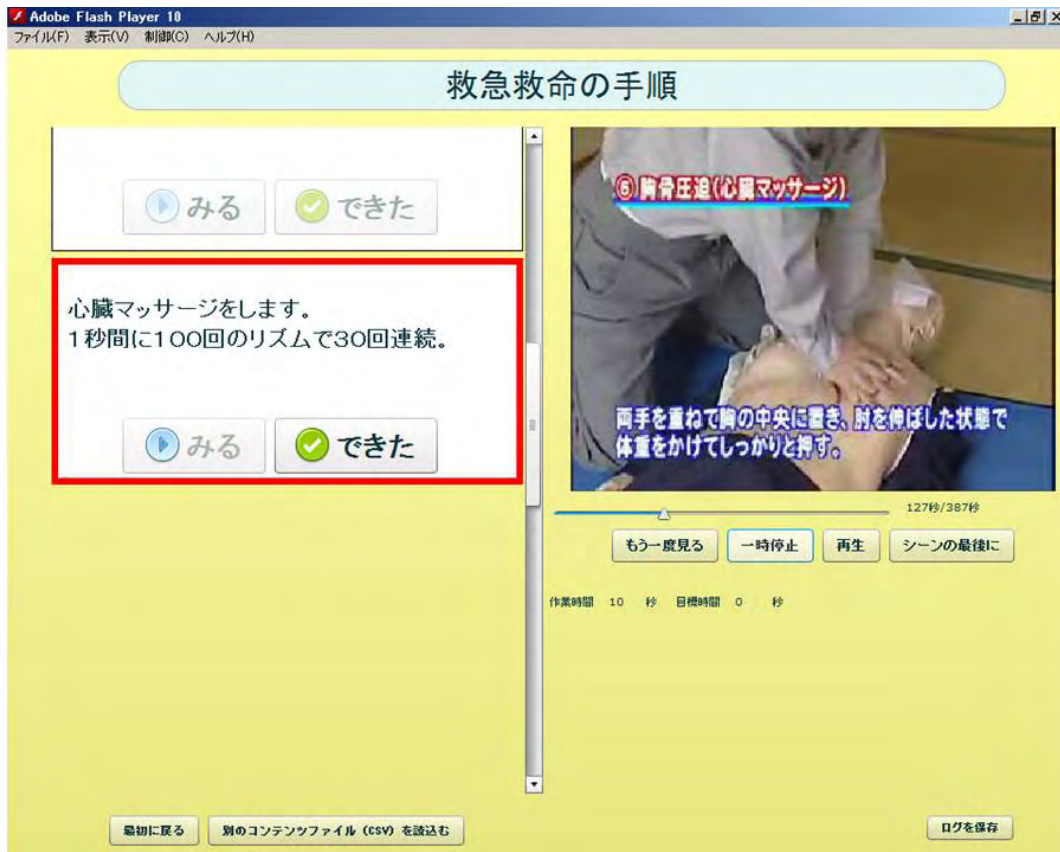 Adobe Flash Player 10
ファイル(F) 表示(V) 制御(C) ヘルプ(H)
救急救命の手順
みる できた
心臓マッサージをします。
1秒間に100回のリズムで30回連続。
みる できた
⑥胸骨圧迫(心臓マッサージ)
両手を重ねて胸の中央に置き、肘を伸ばした状態で
体重をかけてしっかりと押す。
127秒/387秒
もう一度見る 一時停止 再生 シーンの最後に
作業時間 10 秒 目標時間 0 秒
最初に戻る 別のコンテンツファイル (CSV) を読込む ログを保存